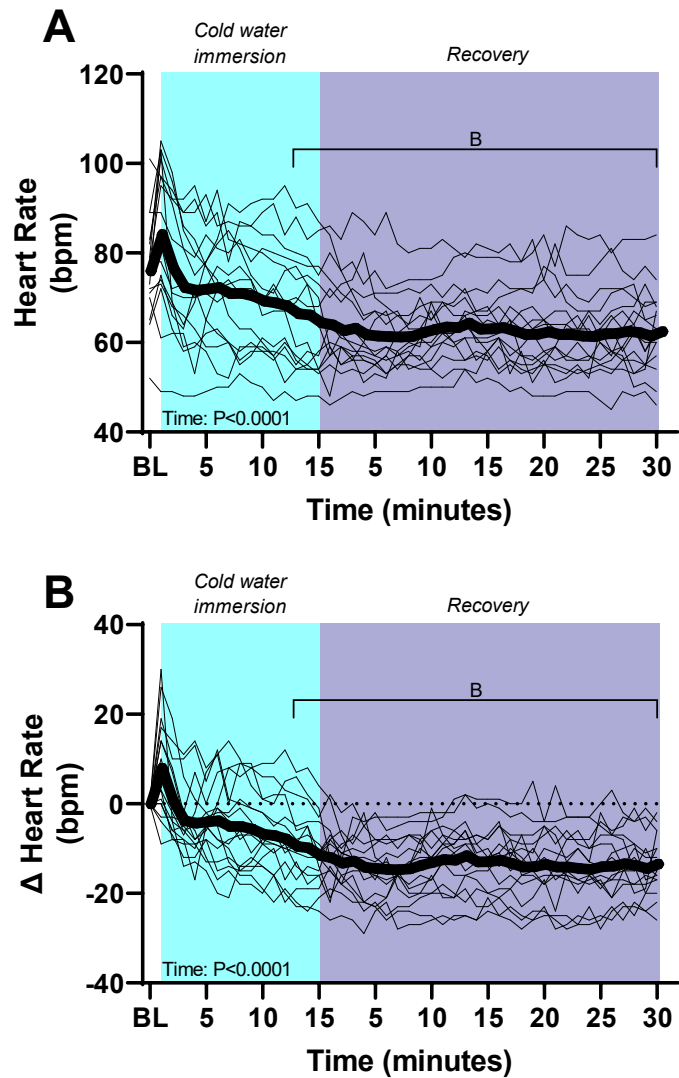 A
Cold water
immersion
Recovery
120
100
80
60
40
Heart Rate
(bpm)
B
Time: P<0.0001
BL 5 10 15 5 10 15 20 25 30
Time (minutes)
B
Cold water
immersion
Recovery
40
20
0
-20
-40
Δ Heart Rate
(bpm)
B
Time: P<0.0001
BL 5 10 15 5 10 15 20 25 30
Time (minutes)